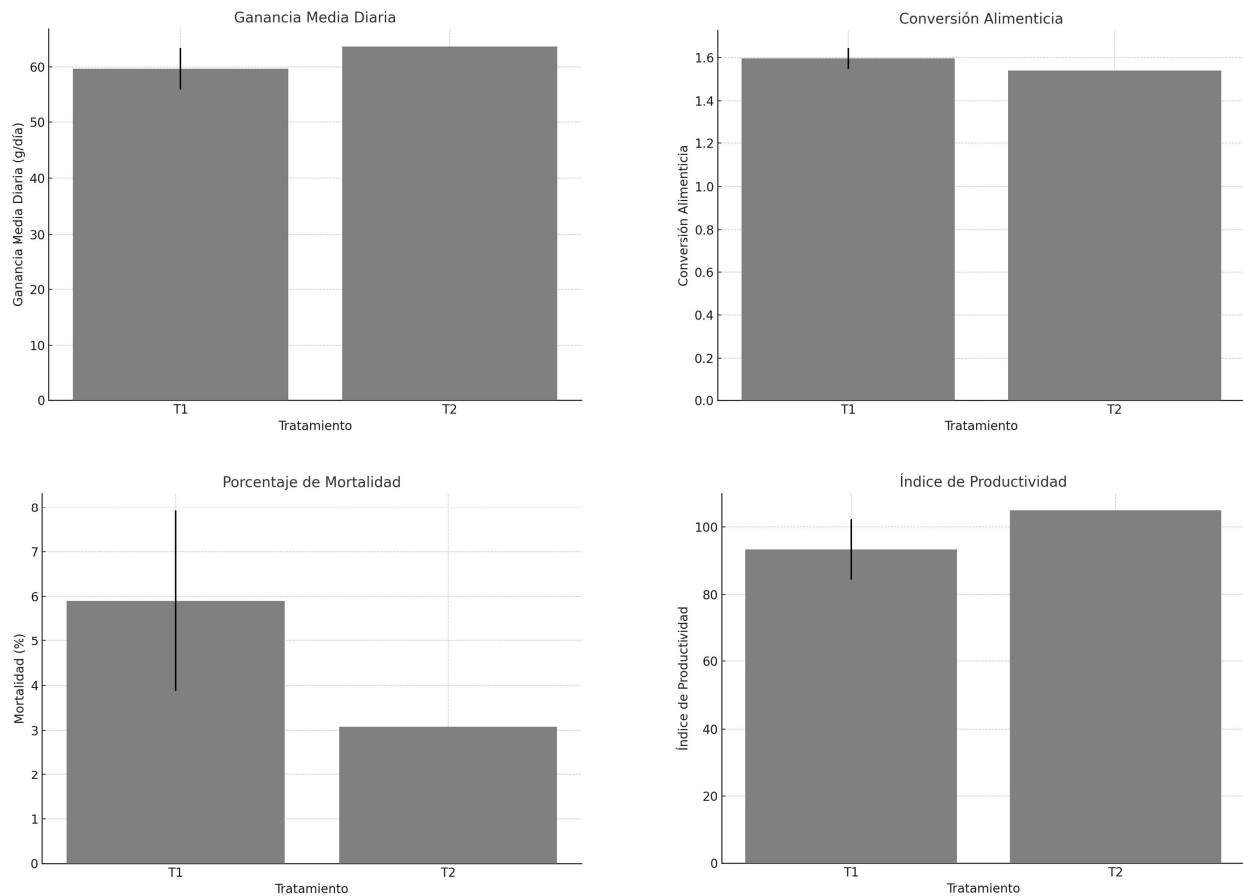 Ganancia Media Diaria
Ganancia Media Diaria (g/día)
60
50
40
30
20
10
0
T1 T2
Tratamiento
Conversión Alimenticia
Conversión Alimenticia
1.6
1.4
1.2
1.0
0.8
0.6
0.4
0.2
0.0
T1 T2
Tratamiento
Porcentaje de Mortalidad
Mortalidad (%)
8
7
6
5
4
3
2
1
0
T1 T2
Tratamiento
Índice de Productividad
Índice de Productividad
100
80
60
40
20
0
T1 T2
Tratamiento